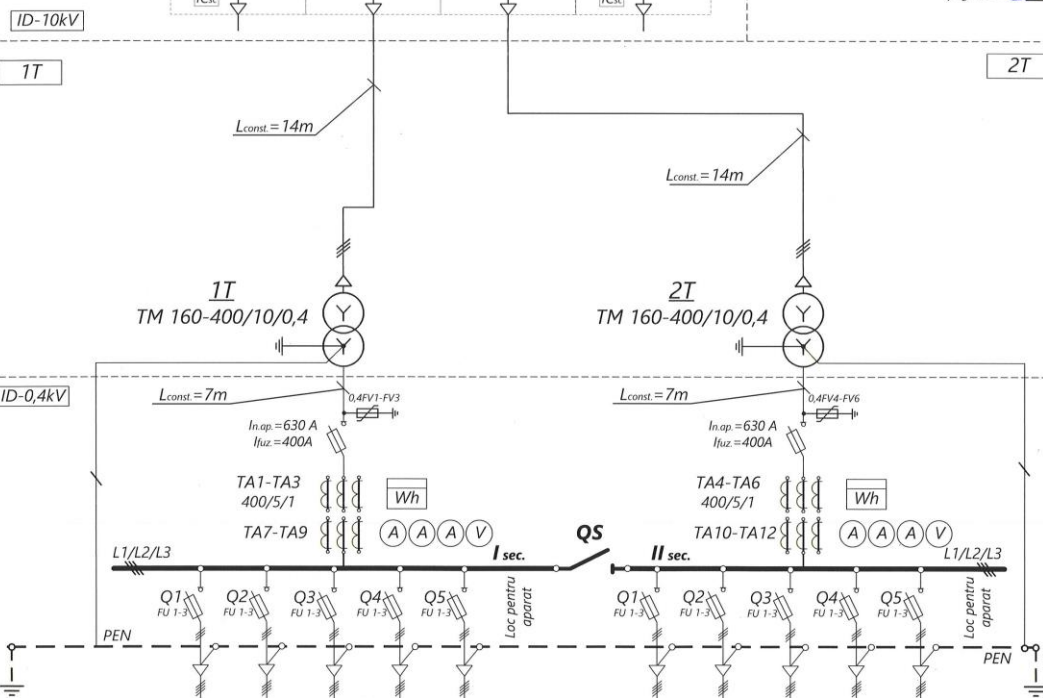 ID-10kV
1T
2T
Lconst.=14m
Lconst.=14m
1T
TM 160-400/10/0,4
2T
TM 160-400/10/0,4
ID-0,4kV
Lconst.=7m
0,4FV1-FV3
Lconst.=7m
0,4FV4-FV6
In.ap.=630 A
Ifuz.=400A
In.ap.=630 A
Ifuz.=400A
TA1-TA3
400/5/1
Wh
TA4-TA6
400/5/1
Wh
TA7-TA9
A A A V
TA10-TA12
A A A V
L1/L2/L3
I sec.
QS
II sec.
L1/L2/L3
Q1
FU 1-3
Q2
FU 1-3
Q3
FU 1-3
Q4
FU 1-3
Q5
FU 1-3
Loc pentru
aparat
Q1
FU 1-3
Q2
FU 1-3
Q3
FU 1-3
Q4
FU 1-3
Q5
FU 1-3
Loc pentru
aparat
PEN
PEN